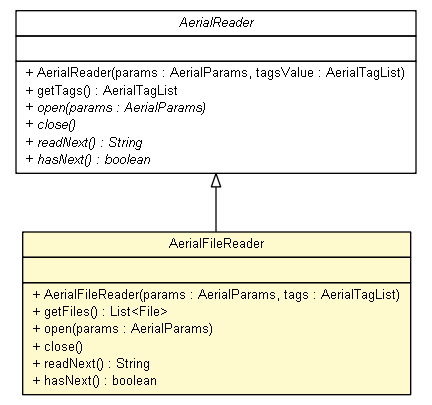 AerialReader
+ AerialReader(params : AerialParams, tagsValue : AerialTagList)
+ getTags() : AerialTagList
+ open(params : AerialParams)
+ close()
+ readNext() : String
+ hasNext() : boolean
AerialFileReader
+ AerialFileReader(params : AerialParams, tags : AerialTagList)
+ getFiles() : List<File>
+ open(params : AerialParams)
+ close()
+ readNext() : String
+ hasNext() : boolean